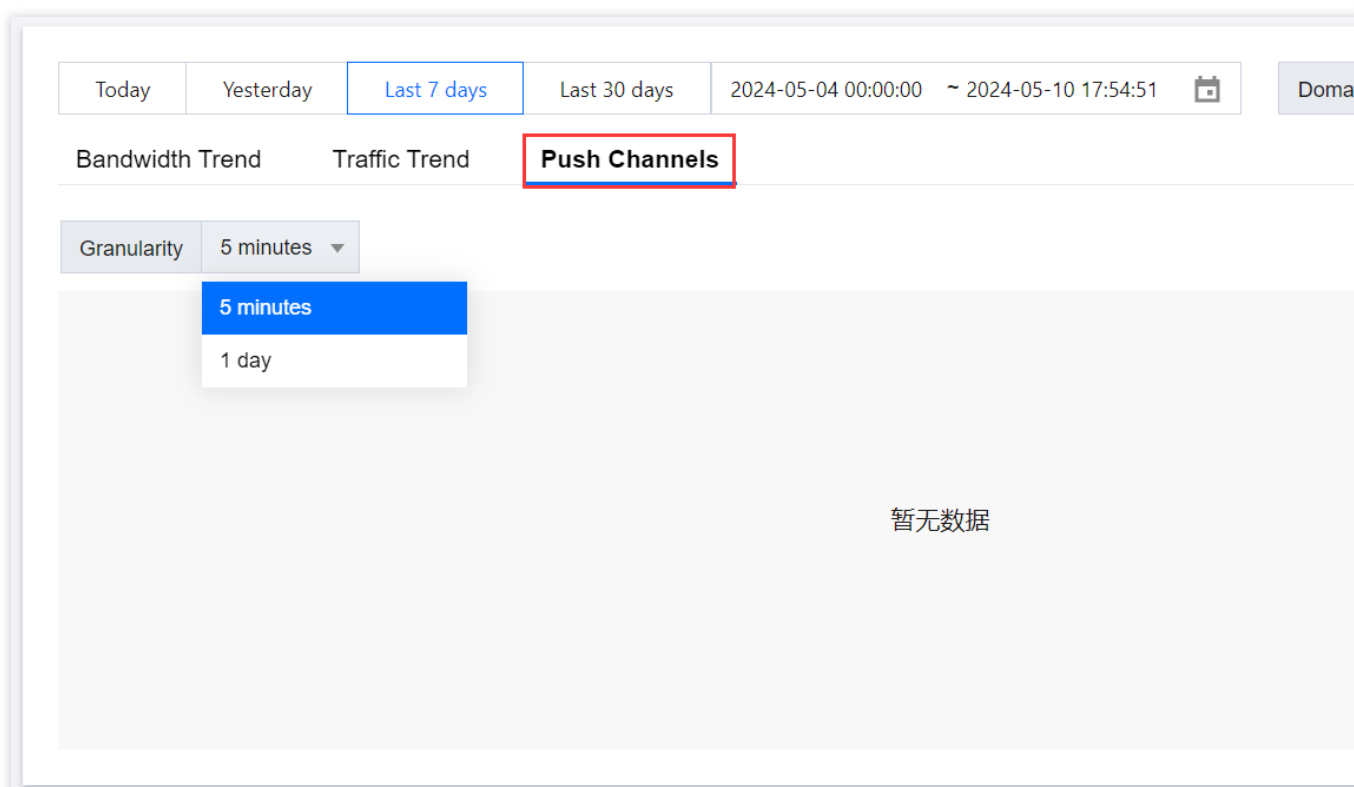 Today Yesterday Last 7 days Last 30 days 2024-05-04 00:00:00 ~ 2024-05-10 17:54:51 Doma
Bandwidth Trend Traffic Trend Push Channels
Granularity 5 minutes
5 minutes
1 day
暂无数据